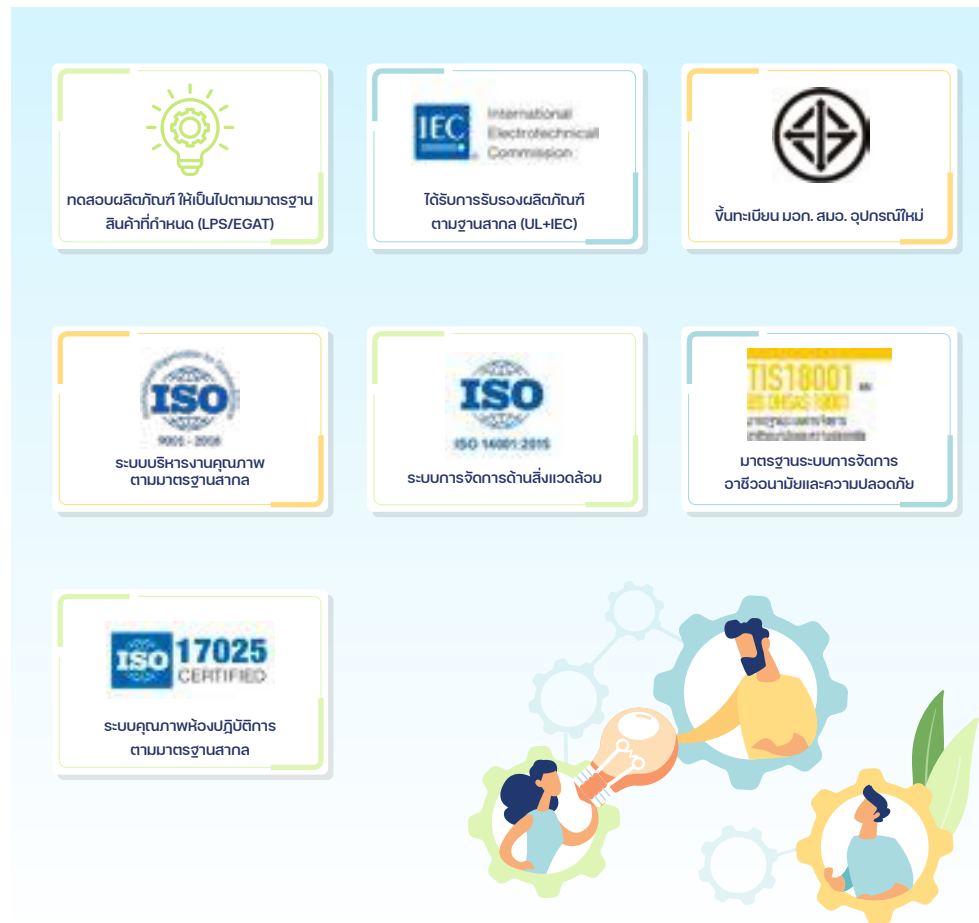 ทดสอบผลิตภัณฑ์ ให้เป็นไปตามมาตรฐาน
สินค้าที่กำหนด (LPS/EGAT)
IEC
International
Electrotechnical
Commission
ได้รับการรับรองผลิตภัณฑ์
ตามฐานสากล (UL+IEC)
ขึ้นทะเบียน มอก. สมอ. อุปกรณ์ใหม่
ISO
ระบบบริหารงานคุณภาพ
ตามมาตรฐานสากล
ISO
ISO 14001:2015
ระบบการจัดการด้านสิ่งแวดล้อม
TIS18001
BS OHSAS 18001
มาตรฐานระบบการจัดการ
อาชีวอนามัยและความปลอดภัย
ISO 17025
CERTIFIED
ระบบคุณภาพห้องปฏิบัติการ
ตามมาตรฐานสากล